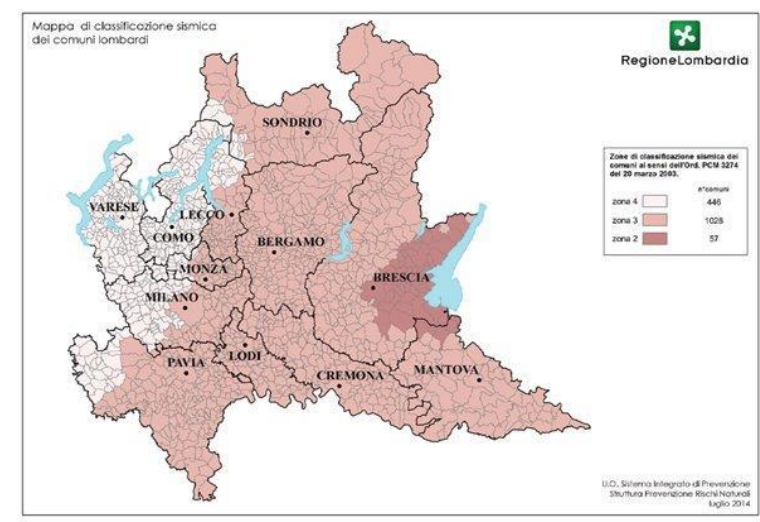 Mappa di classificazione sismica
dei comuni lombardi
RegioneLombardia
SONDRIO
VARESE
LECCO
COMO
BERGAMO
MONZA
BRESCIA
MILANO
LODI
PAVIA
CREMONA
MANTOVA
Zone di classificazione sismica dei
comuni ai sensi dell'Ord. PCM 3274
del 20 marzo 2003.
n°comuni
zona 4 446
zona 3 1028
zona 2 57
U.O. Sistema Integrato di Prevenzione
Struttura Prevenzione Rischi Naturali
luglio 2014